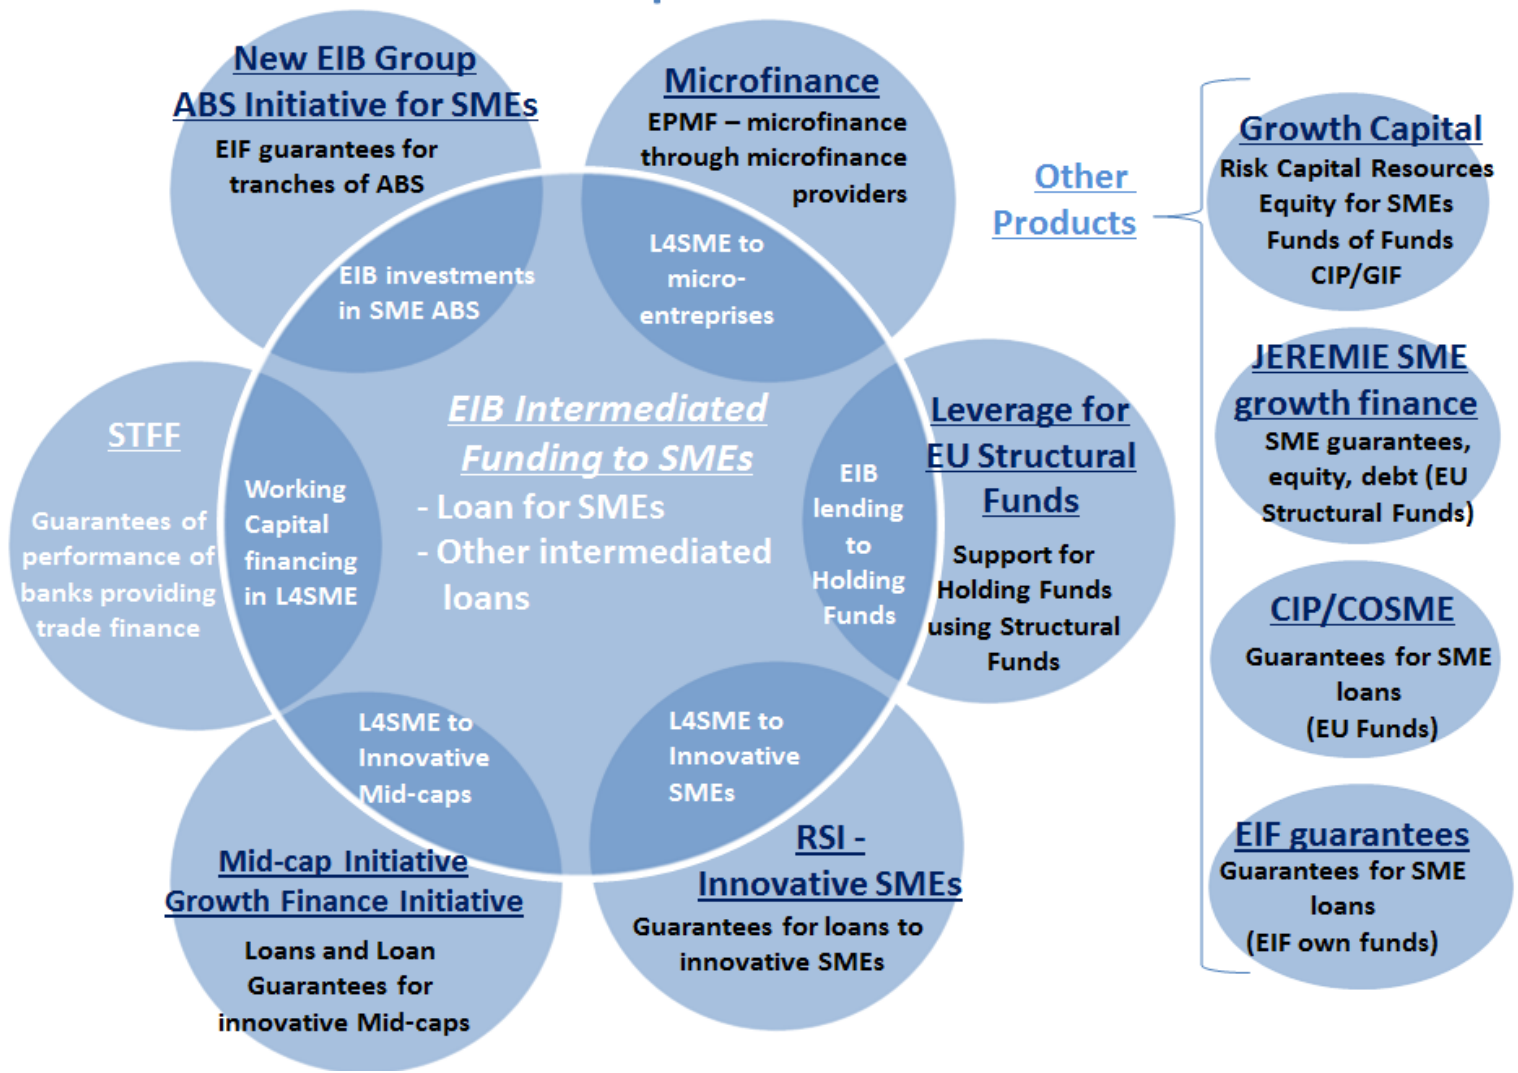 New EIB Group
ABS Initiative for SMEs
EIF guarantees for
tranches of ABS
EIB investments
in SME ABS
Microfinance
EPMF – microfinance
through microfinance
providers
L4SME to
micro-
entreprises
STFF
Guarantees of
performance of
banks providing
trade finance
Working
Capital
financing
in L4SME
EIB Intermediated
Funding to SMEs
- Loan for SMEs
- Other intermediated
loans
EIB
lending
to
Holding
Funds
Leverage for
EU Structural
Funds
Support for
Holding Funds
using Structural
Funds
L4SME to
Innovative
Mid-caps
Mid-cap Initiative
Growth Finance Initiative
Loans and Loan
Guarantees for
innovative Mid-caps
L4SME to
Innovative
SMEs
RSI -
Innovative SMEs
Guarantees for loans to
innovative SMEs
Other
Products
Growth Capital
Risk Capital Resources
Equity for SMEs
Funds of Funds
CIP/GIF
JEREMIE SME
growth finance
SME guarantees,
equity, debt (EU
Structural Funds)
CIP/COSME
Guarantees for SME
loans
(EU Funds)
EIF guarantees
Guarantees for SME
loans
(EIF own funds)